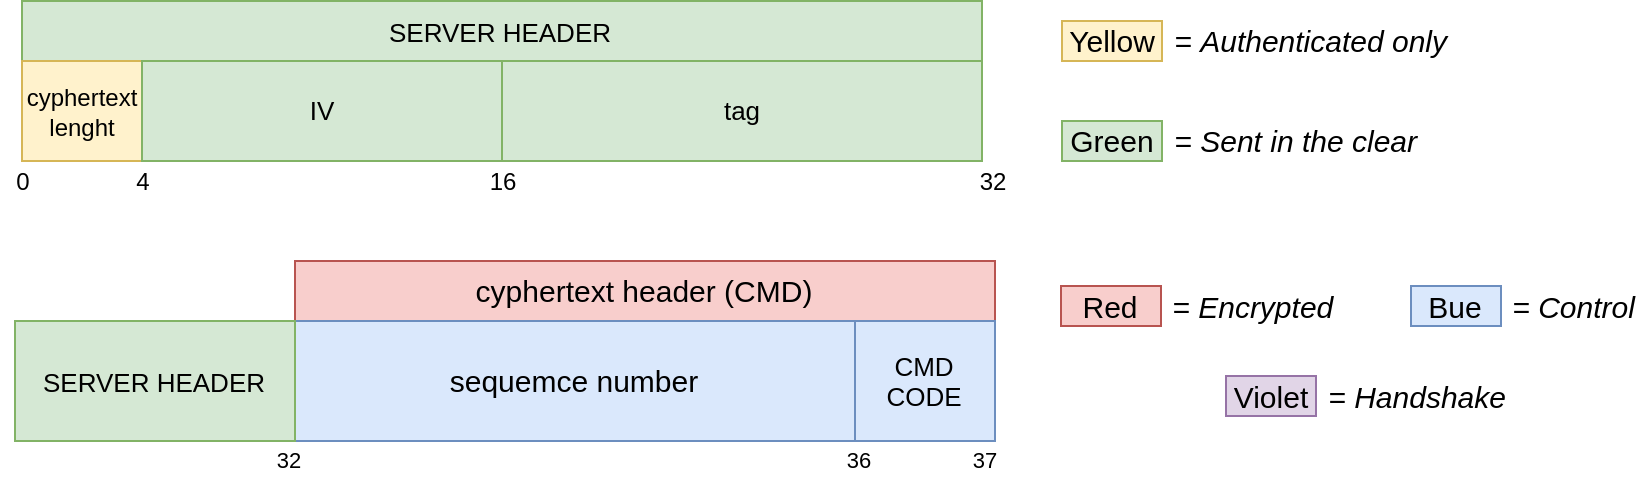 SERVER HEADER
cyphertext
lenght
IV
tag
0
4
16
32
Yellow = Authenticated only
Green = Sent in the clear
cyphertext header (CMD)
SERVER HEADER
sequemce number
CMD
CODE
32
36
37
Red = Encrypted
Bue = Control
Violet = Handshake